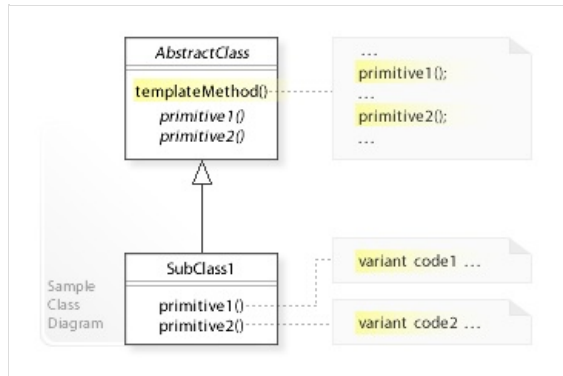 AbstractClass
templateMethod()
primitive1()
primitive2()
...
primitive1();
...
primitive2();
...
SubClass1
primitive1()
primitive2()
variant code1 ...
variant code2 ...
Sample
Class
Diagram